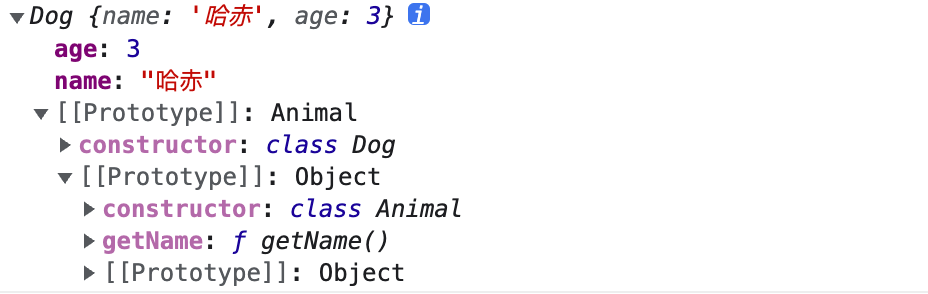 Dog {name: '哈赤', age: 3} i
age: 3
name: "哈赤"
[[Prototype]]: Animal
constructor: class Dog
[[Prototype]]: Object
constructor: class Animal
getName: ƒ getName()
[[Prototype]]: Object